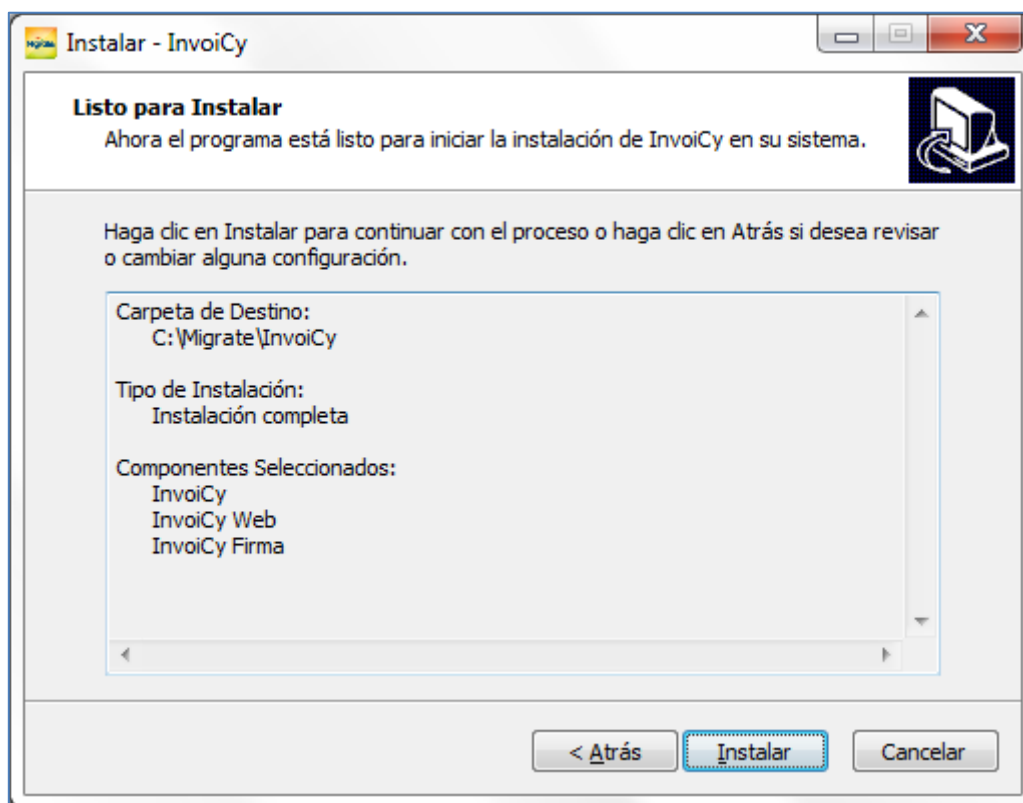 Instalar - InvoiCy
Listo para Instalar
Ahora el programa está listo para iniciar la instalación de InvoiCy en su sistema.
Haga clic en Instalar para continuar con el proceso o haga clic en Atrás si desea revisar
o cambiar alguna configuración.
Carpeta de Destino:
C:\Migrate\InvoiCy
Tipo de Instalación:
Instalación completa
Componentes Seleccionados:
InvoiCy
InvoiCy Web
InvoiCy Firma
< Atrás
Instalar
Cancelar